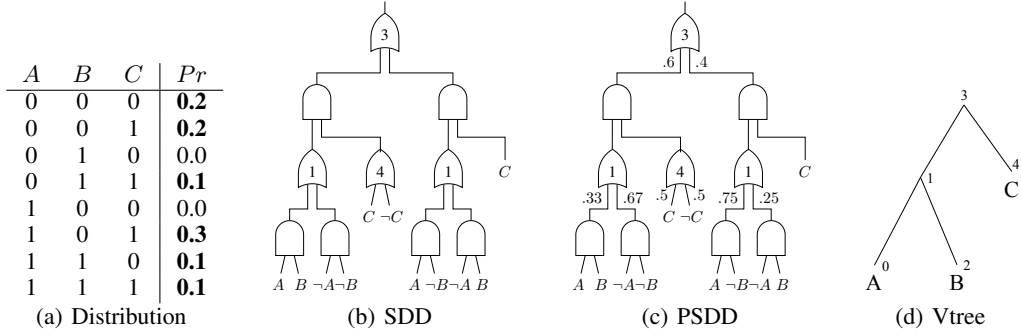 A B C Pr
0 0 0 0.2
0 0 1 0.2
0 1 0 0.0
0 1 1 0.1
1 0 0 0.0
1 0 1 0.3
1 1 0 0.1
1 1 1 0.1
(a) Distribution
3
1 4 1 C
C ¬C
A B ¬A¬B A ¬B¬A B
(b) SDD
3
.6 .4
1 4 1 C
.33 .67 .5 .5 .75 .25
C ¬C
A B ¬A¬B A ¬B¬A B
(c) PSDD
3
1 4
C
0 2
A B
(d) Vtree